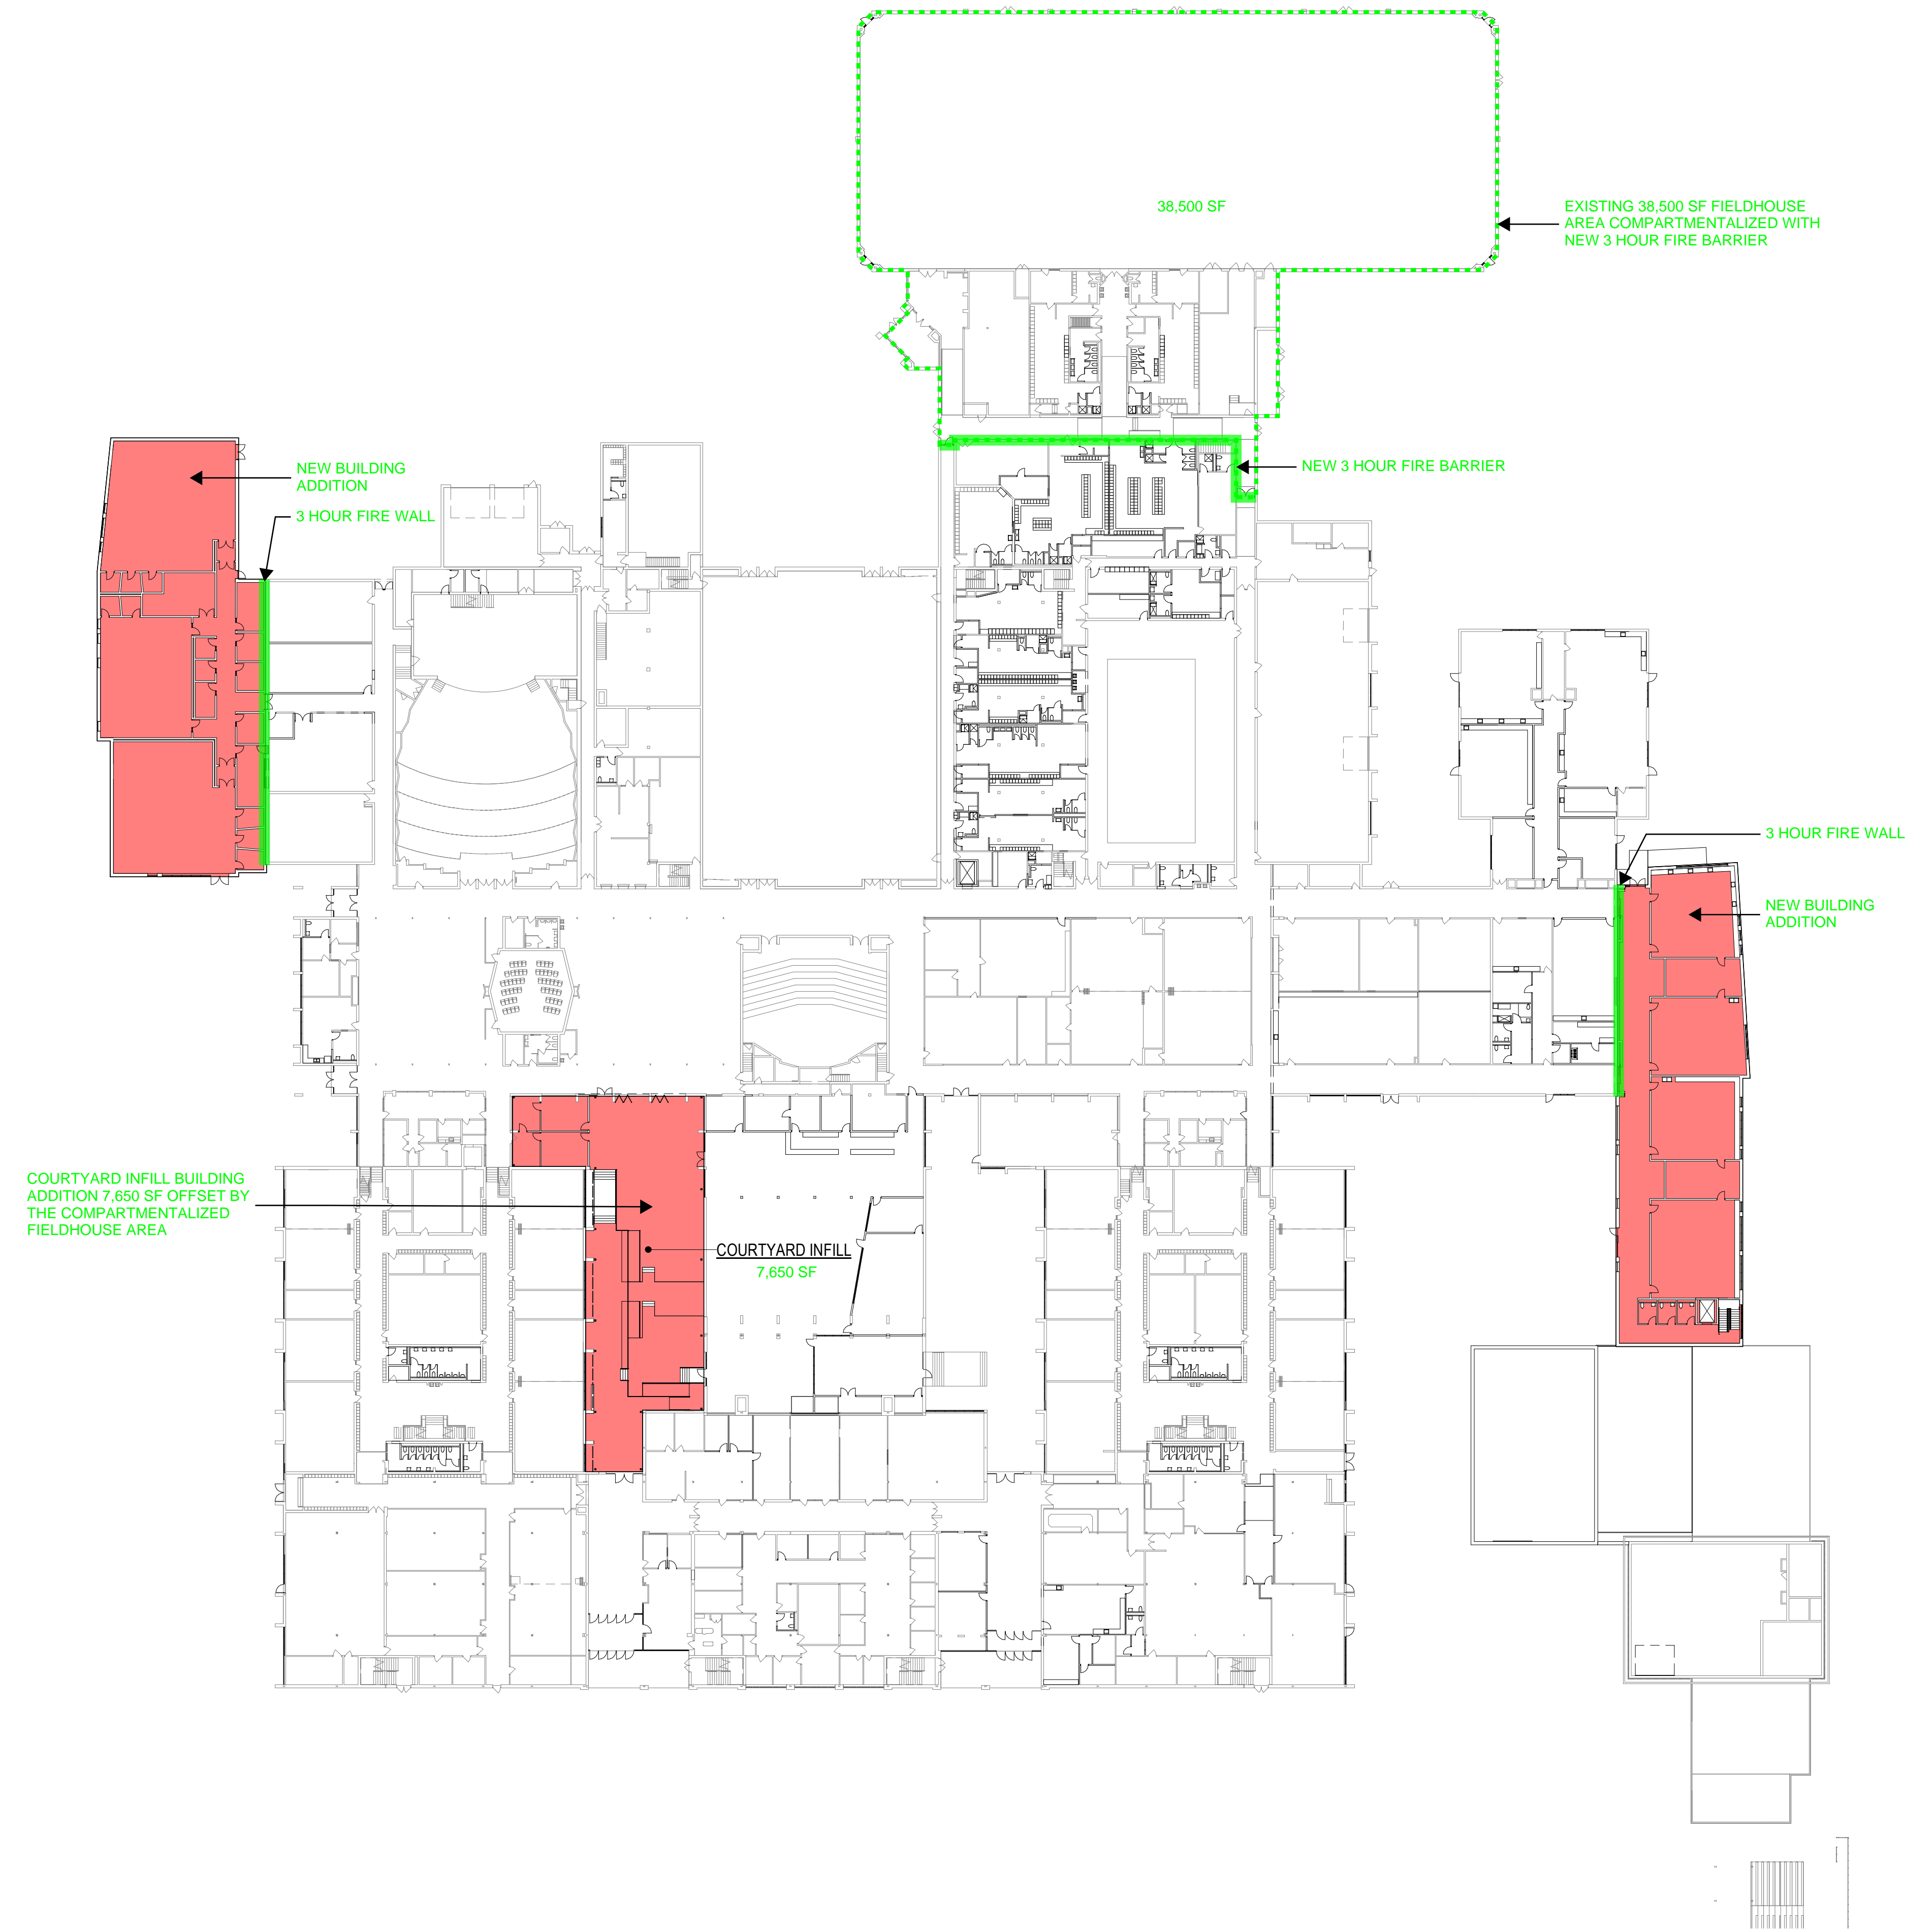 38,500 SF
EXISTING 38,500 SF FIELDHOUSE
AREA COMPARTMENTALIZED WITH
NEW 3 HOUR FIRE BARRIER
NEW BUILDING
ADDITION
NEW 3 HOUR FIRE BARRIER
3 HOUR FIRE WALL
3 HOUR FIRE WALL
NEW BUILDING
ADDITION
COURTYARD INFILL BUILDING
ADDITION 7,650 SF OFFSET BY
THE COMPARTMENTALIZED
FIELDHOUSE AREA
COURTYARD INFILL
7,650 SF